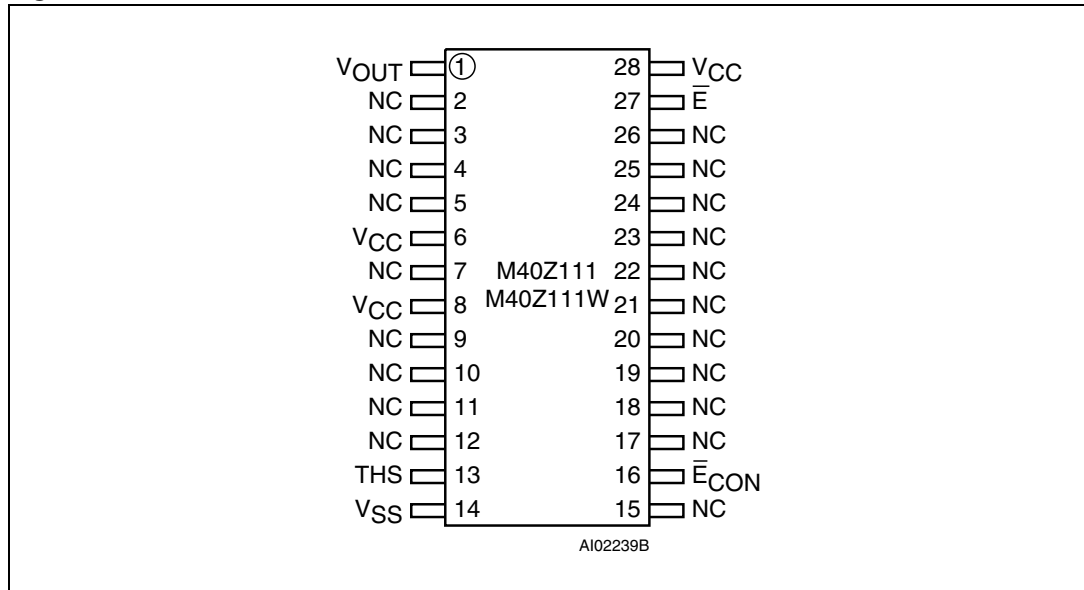 VOUT 1 28 VCC
NC 2 27 E̅
NC 3 26 NC
NC 4 25 NC
NC 5 24 NC
VCC 6 23 NC
NC 7 M40Z111 22 NC
VCC 8 M40Z111W 21 NC
NC 9 20 NC
NC 10 19 NC
NC 11 18 NC
NC 12 17 NC
THS 13 16 E̅CON
VSS 14 15 NC
AI02239B